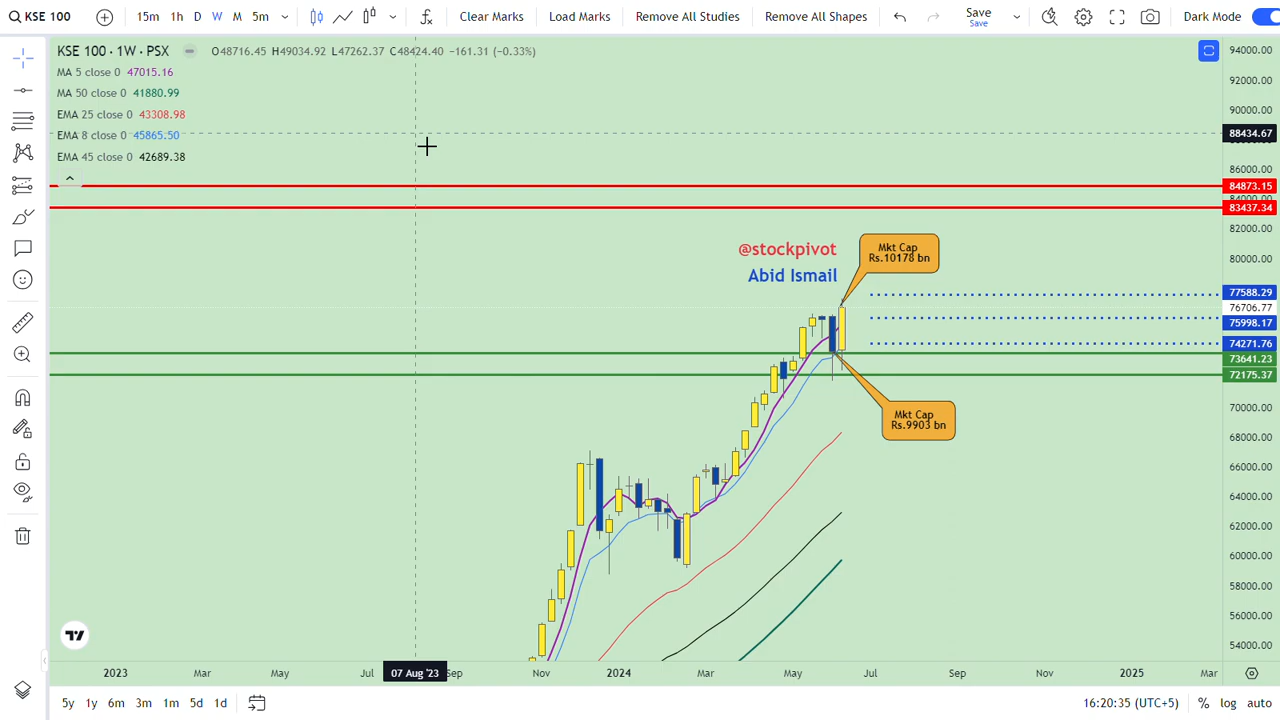 KSE 100 15m 1h D W M 5m Clear Marks Load Marks Remove All Studies Remove All Shapes Save Save Dark Mode
KSE 100 · 1W · PSX O48716.45 H49034.92 L47262.37 C48424.40 −161.31 (−0.33%)
MA 5 close 0 47015.16
MA 50 close 0 41880.99
EMA 25 close 0 43308.98
EMA 8 close 0 45865.50
EMA 45 close 0 42689.38
94000.00
92000.00
90000.00
88434.67
86000.00
84873.15
84000.00
83437.34
82000.00
80000.00
@stockpivot
Abid Ismail
Mkt Cap
Rs.10178 bn
77588.29
76706.77
75998.17
74271.76
73641.23
72175.37
Mkt Cap
Rs.9903 bn
70000.00
68000.00
66000.00
64000.00
62000.00
60000.00
58000.00
56000.00
54000.00
2023 Mar May Jul 07 Aug '23 Sep Nov 2024 Mar May Jul Sep Nov 2025 Mar
5y 1y 6m 3m 1m 5d 1d 16:20:35 (UTC+5) % log auto